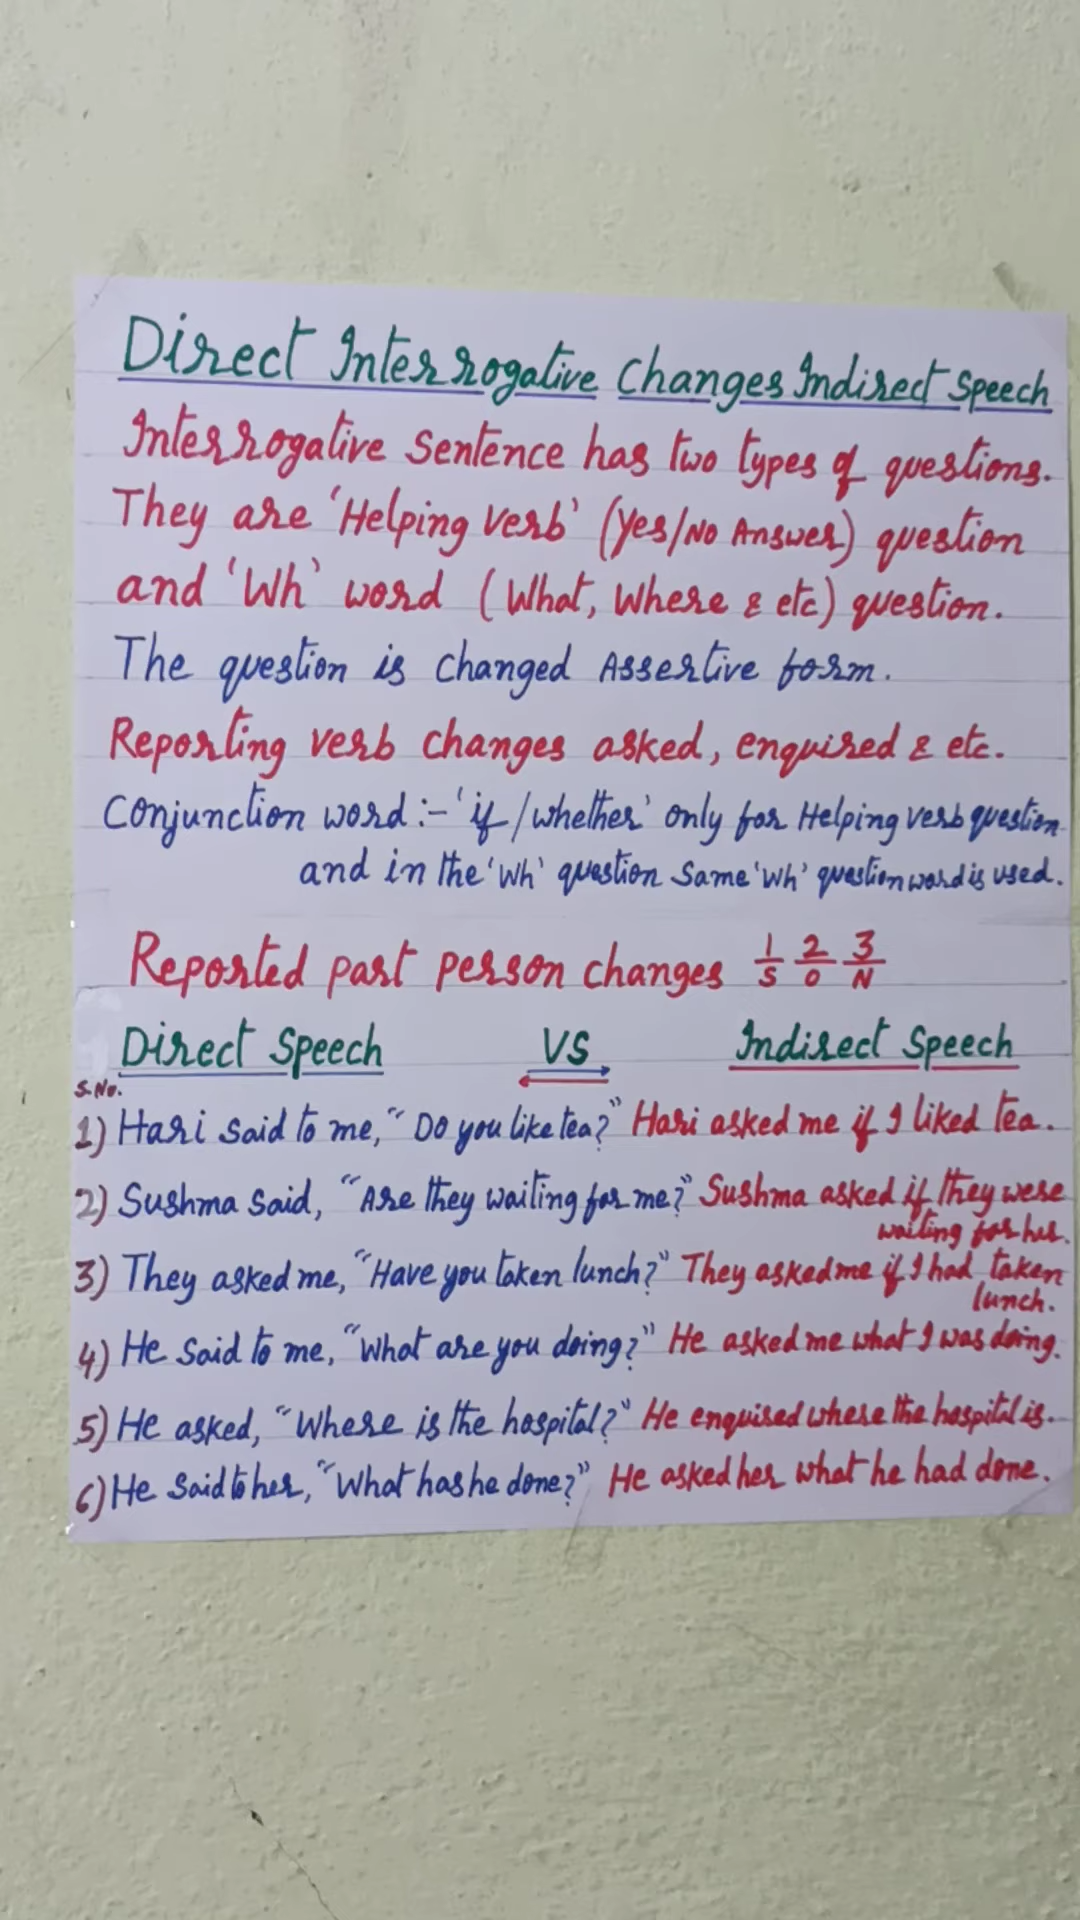 Direct Interrogative Changes Indirect Speech
Interrogative Sentence has two types of questions.
They are 'Helping verb' (Yes/No Answer) question
and 'Wh' word (What, Where & etc) question.
The question is changed Assertive form.
Reporting verb changes asked, enquired & etc.
Conjunction word :- 'if/whether' only for Helping verb question
and in the 'Wh' question Same 'Wh' question word is used.
Reported part person changes 1/S 2/O 3/N
Direct Speech VS Indirect Speech
S.No.
1) Hari said to me, "Do you like tea?" Hari asked me if I liked tea.
2) Sushma said, "Are they waiting for me?" Sushma asked if they were
waiting for her.
3) They asked me, "Have you taken lunch?" They asked me if I had taken
lunch.
4) He said to me, "What are you doing?" He asked me what I was doing.
5) He asked, "Where is the hospital?" He enquired where the hospital is.
6) He said to her, "What has he done?" He asked her what he had done.